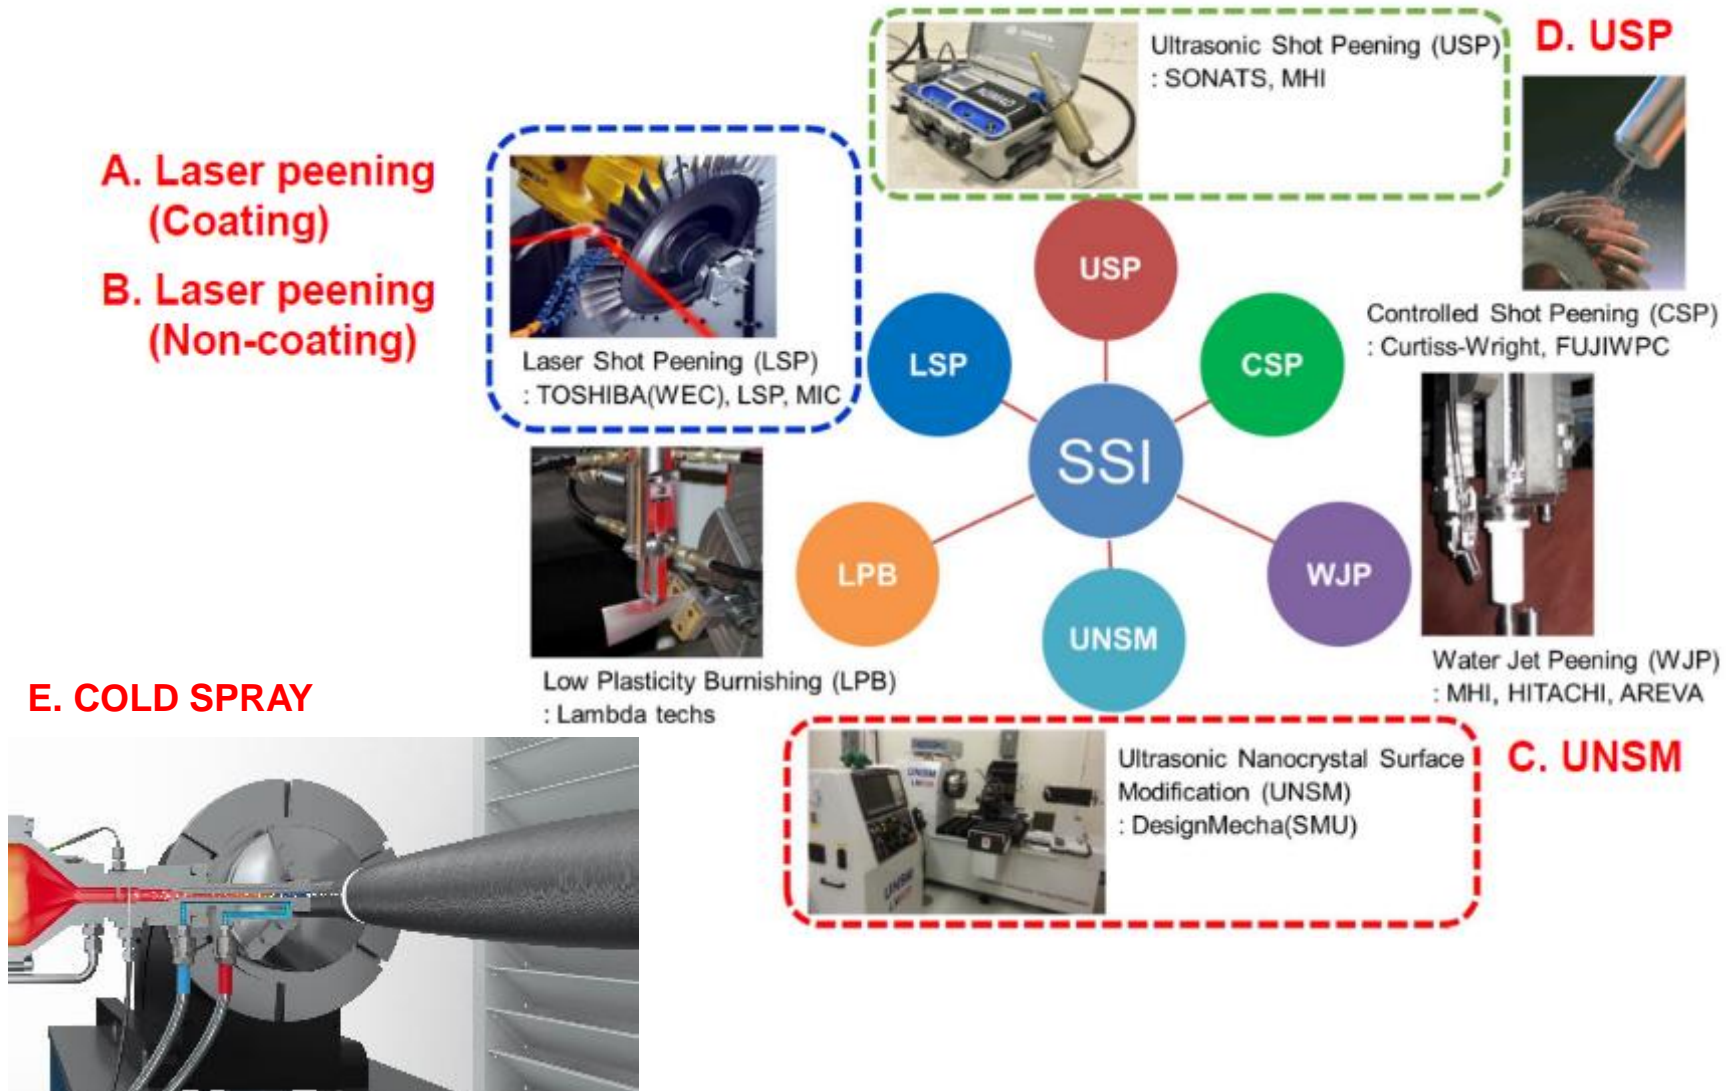 Ultrasonic Shot Peening (USP)
: SONATS, MHI
D. USP
A. Laser peening
(Coating)
B. Laser peening
(Non-coating)
Laser Shot Peening (LSP)
: TOSHIBA(WEC), LSP, MIC
USP
LSP
CSP
SSI
LPB
WJP
UNSM
Controlled Shot Peening (CSP)
: Curtiss-Wright, FUJIWPC
Low Plasticity Burnishing (LPB)
: Lambda techs
Water Jet Peening (WJP)
: MHI, HITACHI, AREVA
E. COLD SPRAY
UNSM
UNSM
Ultrasonic Nanocrystal Surface
Modification (UNSM)
: DesignMecha(SMU)
C. UNSM